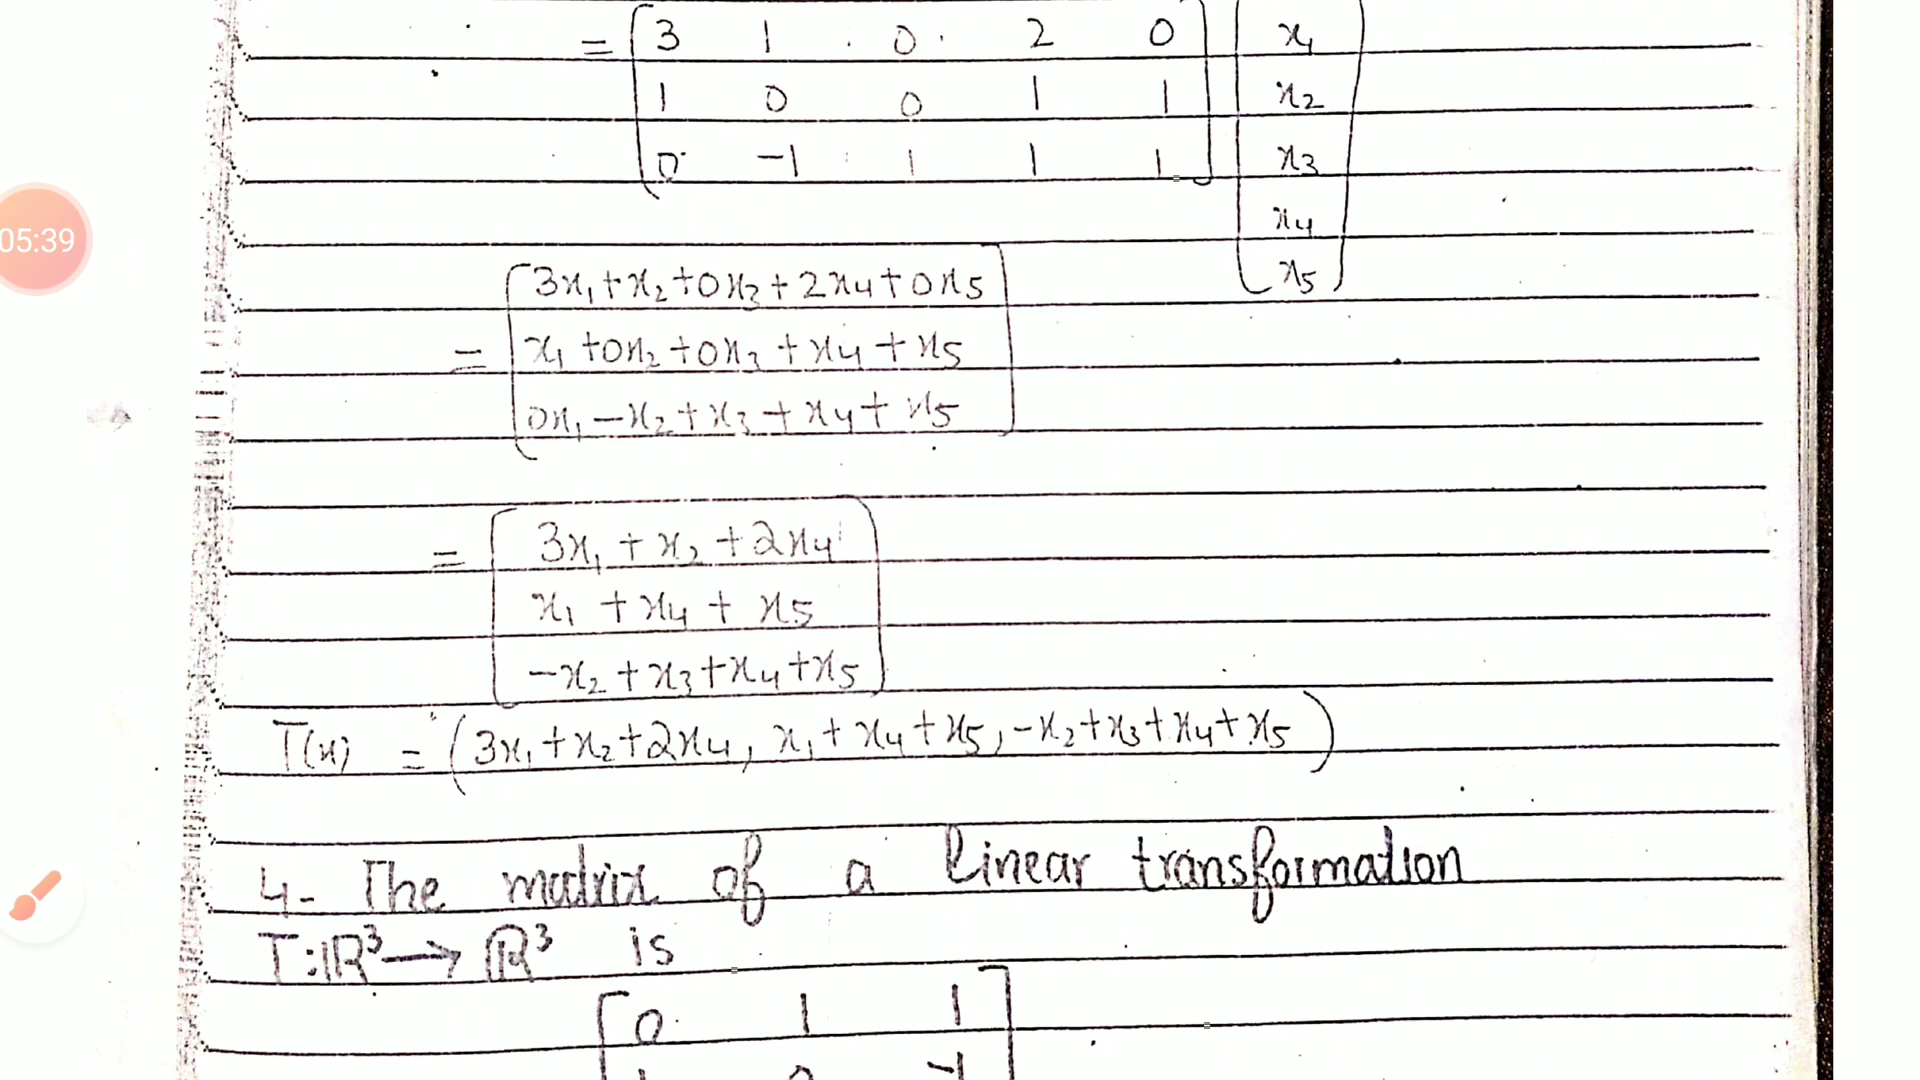 = [ 3 1 0 2 0 ] [ x1
1 0 0 1 1 x2
0 -1 1 1 1 x3
x4
x5 ]
05:39
3x1+x2+0x3+2x4+0x5
= x1+0x2+0x3+x4+x5
0x1-x2+x3+x4+x5
= 3x1+x2+2x4
x1+x4+x5
-x2+x3+x4+x5
T(x) = (3x1+x2+2x4, x1+x4+x5, -x2+x3+x4+x5)
4- The matrix of a linear transformation
T:ℝ³→ℝ³ is
0 1 1